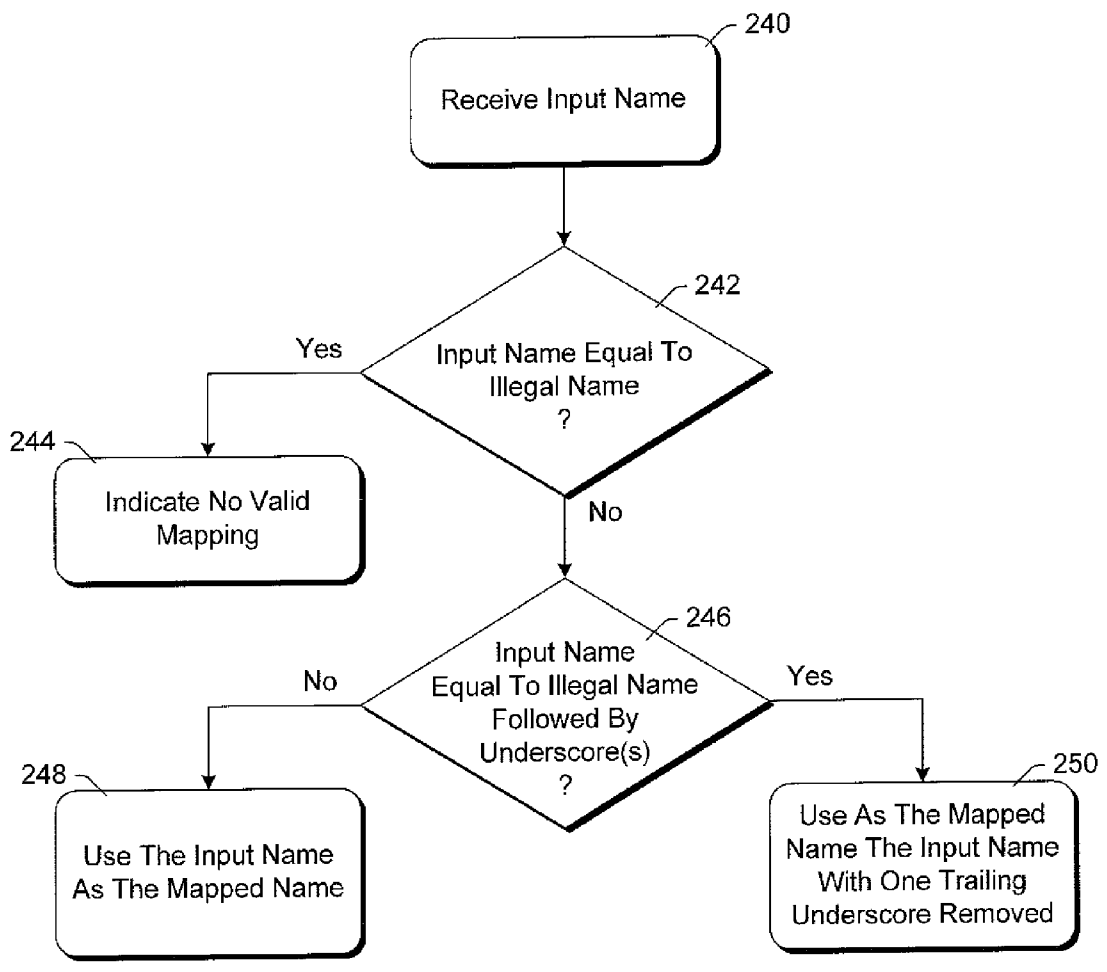 240
Receive Input Name
242
Yes
Input Name Equal To
Illegal Name
?
244
Indicate No Valid
Mapping
No
246
Input Name
Equal To Illegal Name
Followed By
Underscore(s)
?
No
Yes
248
Use The Input Name
As The Mapped Name
250
Use As The Mapped
Name The Input Name
With One Trailing
Underscore Removed